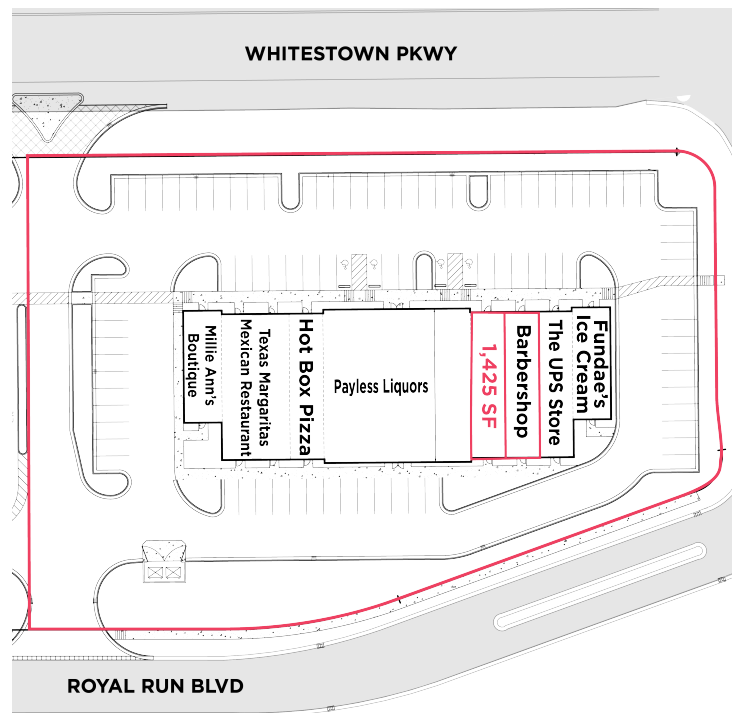 WHITESTOWN PKWY
Millie Ann's
Boutique
Texas Margaritas
Mexican Restaurant
Hot Box Pizza
Payless Liquors
1,425 SF
Barbershop
The UPS Store
Fundae's
Ice Cream
ROYAL RUN BLVD